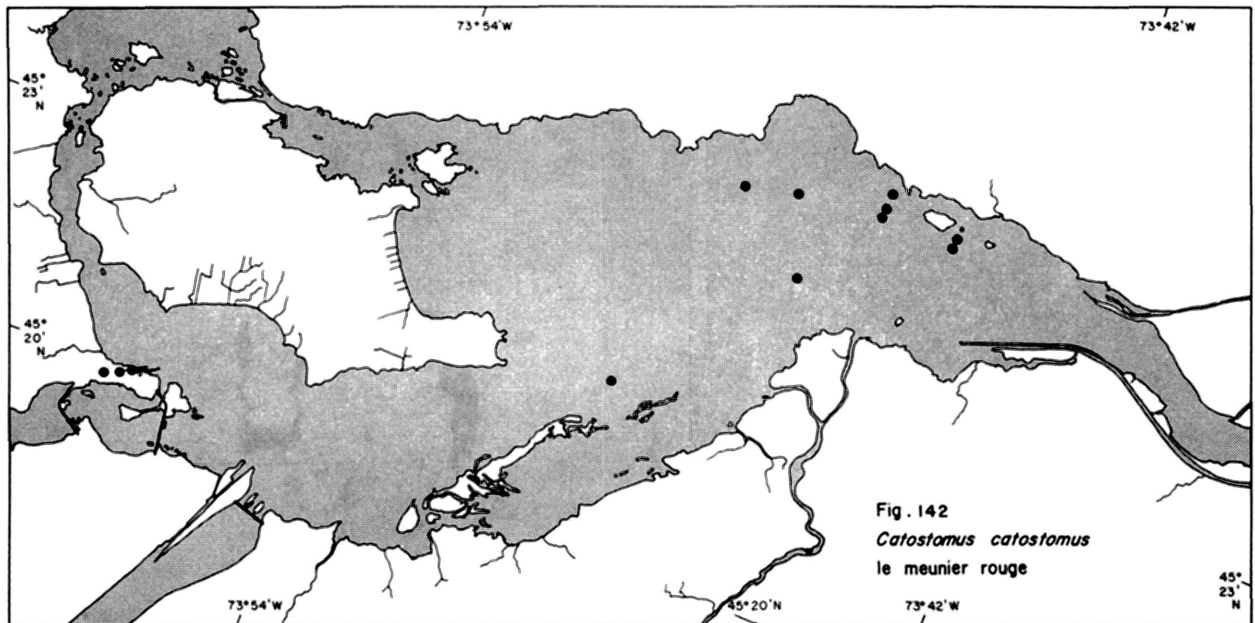 73°54'W
73°42'W
45°
23'
N
45°
20'
N
Fig. 142
Catostomus catostomus
le meunier rouge
73°54'W
45°20'N
73°42'W
45°
23'
N